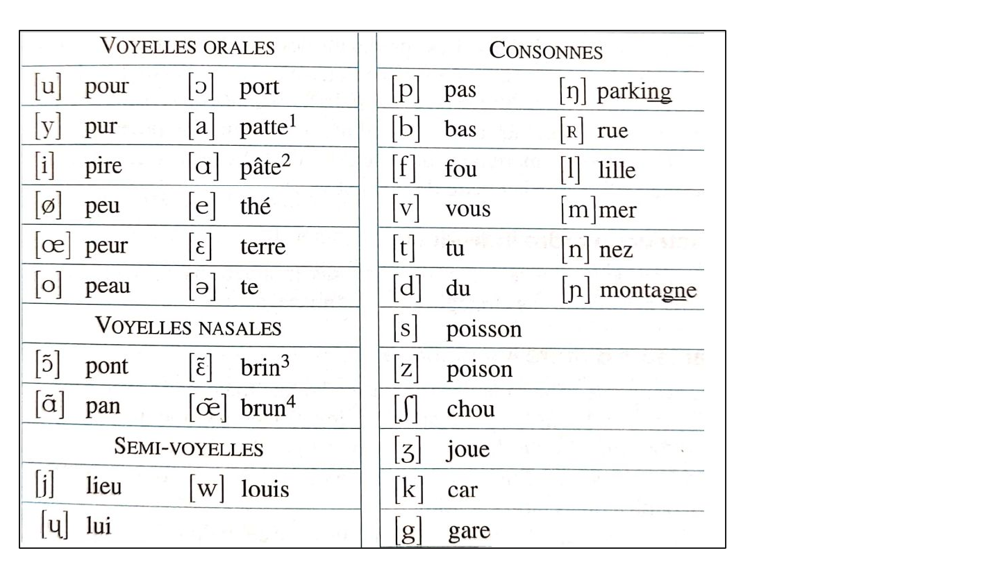 VOYELLES ORALES
[u] pour [ɔ] port
[y] pur [a] patte¹
[i] pire [ɑ] pâte²
[ø] peu [e] thé
[œ] peur [ɛ] terre
[o] peau [ə] te
VOYELLES NASALES
[ɔ̃] pont [ɛ̃] brin³
[ɑ̃] pan [œ̃] brun⁴
SEMI-VOYELLES
[j] lieu [w] louis
[ɥ] lui
CONSONNES
[p] pas [ŋ] parking
[b] bas [ʀ] rue
[f] fou [l] lille
[v] vous [m] mer
[t] tu [n] nez
[d] du [ɲ] montagne
[s] poisson
[z] poison
[ʃ] chou
[ʒ] joue
[k] car
[g] gare